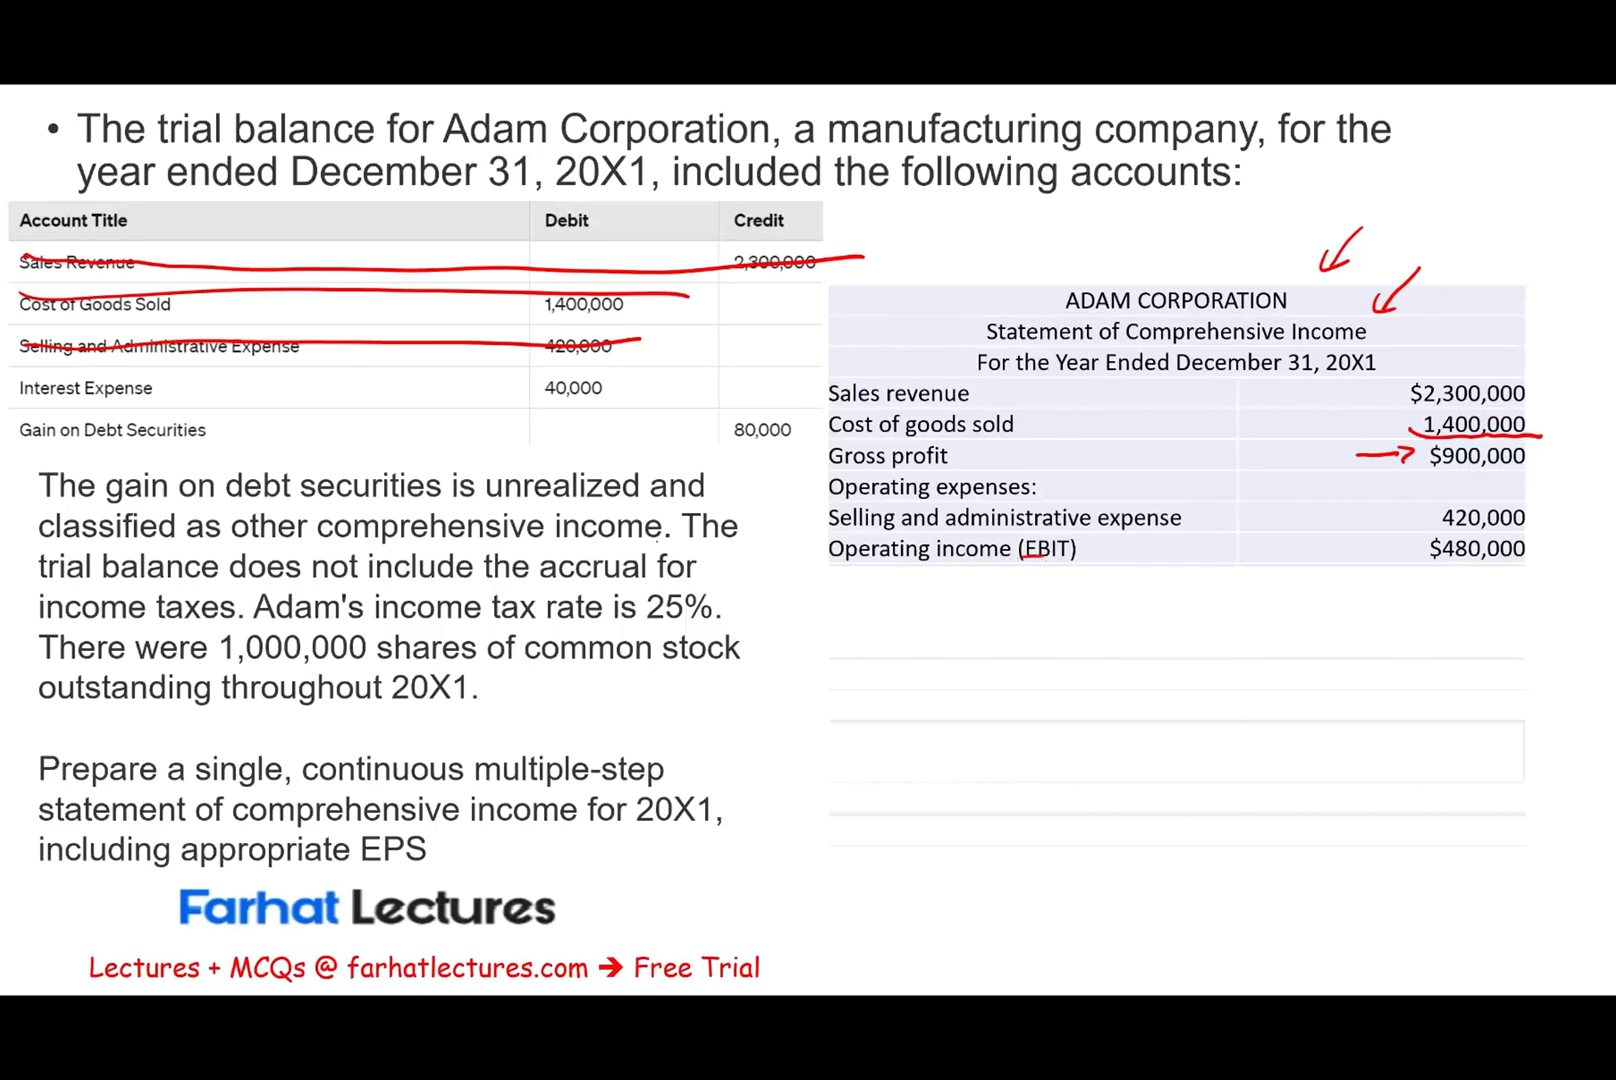 • The trial balance for Adam Corporation, a manufacturing company, for the
year ended December 31, 20X1, included the following accounts:
Account Title Debit Credit
Sales Revenue 2,300,000
Cost of Goods Sold 1,400,000
Selling and Administrative Expense 420,000
Interest Expense 40,000
Gain on Debt Securities 80,000
The gain on debt securities is unrealized and
classified as other comprehensive income. The
trial balance does not include the accrual for
income taxes. Adam's income tax rate is 25%.
There were 1,000,000 shares of common stock
outstanding throughout 20X1.
Prepare a single, continuous multiple-step
statement of comprehensive income for 20X1,
including appropriate EPS
Farhat Lectures
Lectures + MCQs @ farhatlectures.com → Free Trial
ADAM CORPORATION
Statement of Comprehensive Income
For the Year Ended December 31, 20X1
Sales revenue $2,300,000
Cost of goods sold 1,400,000
Gross profit $900,000
Operating expenses:
Selling and administrative expense 420,000
Operating income (EBIT) $480,000